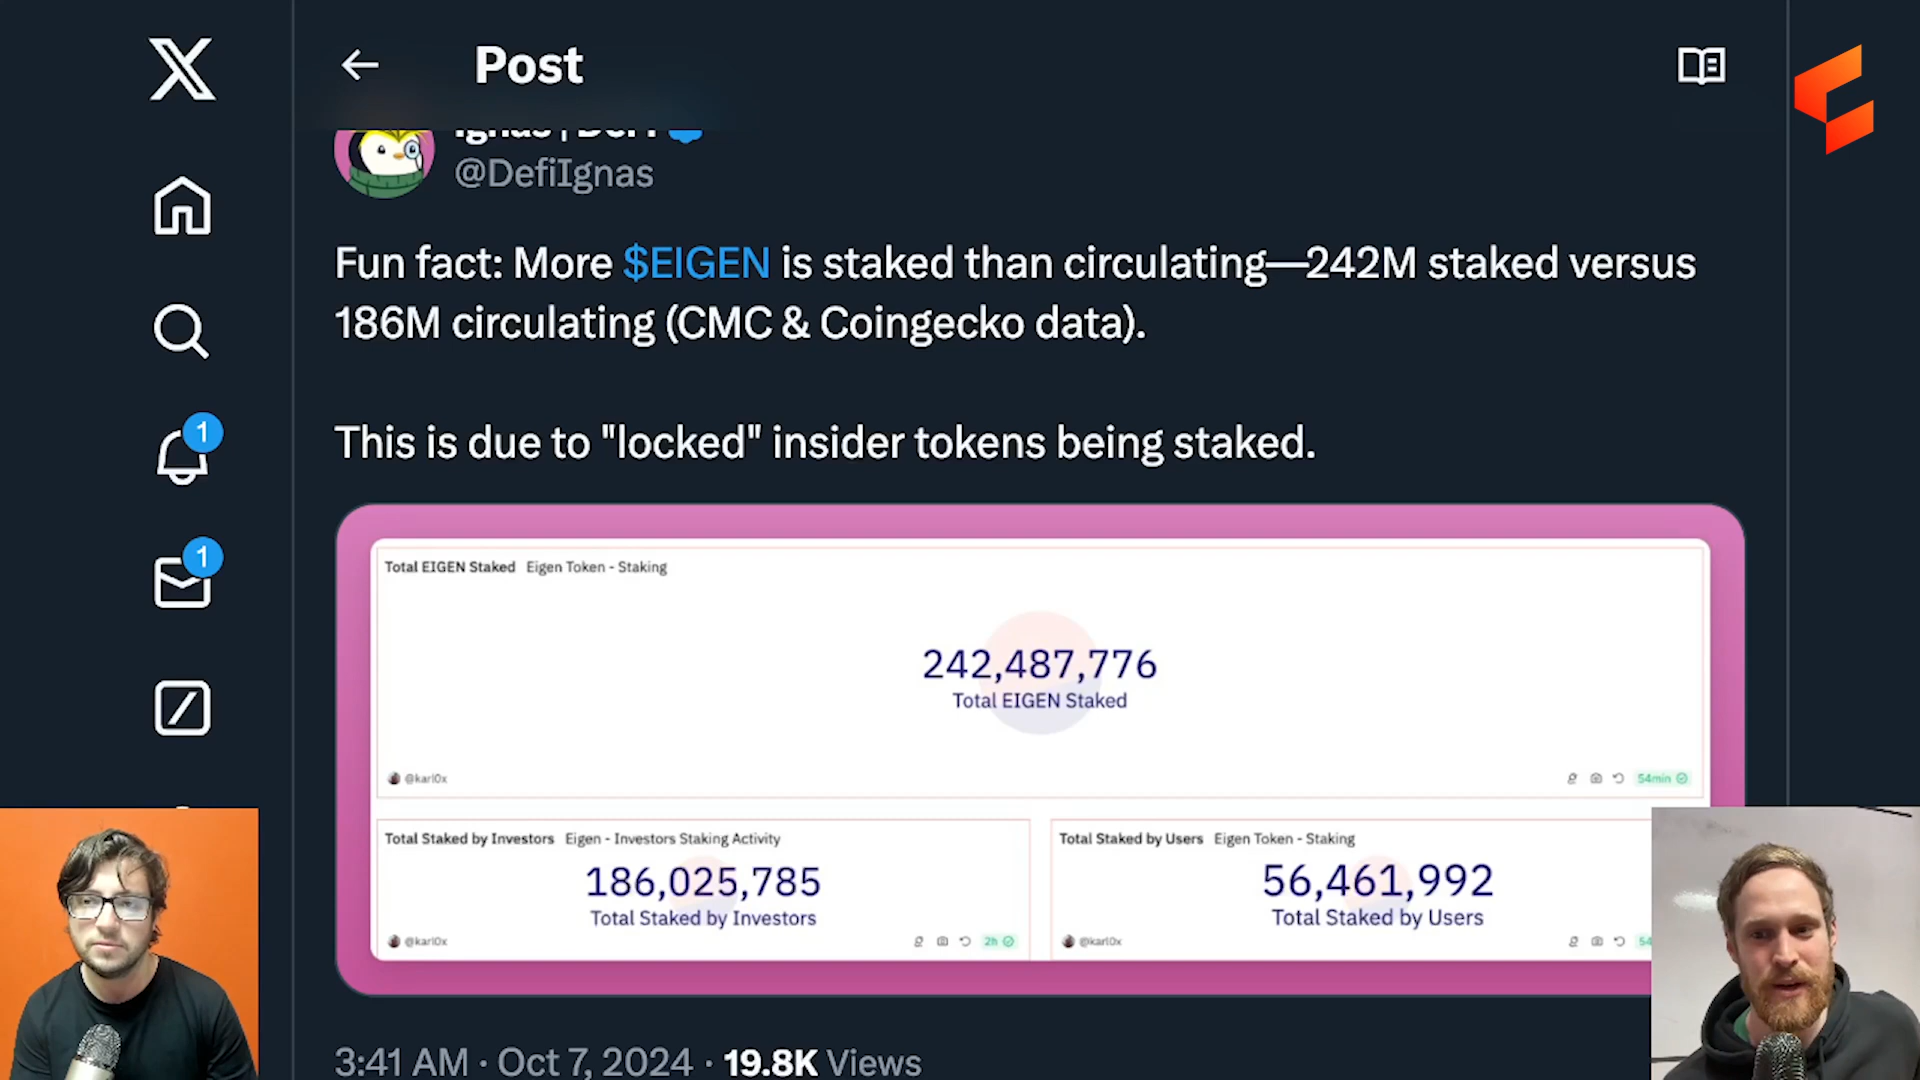 Post
@DefiIgnas
Fun fact: More $EIGEN is staked than circulating—242M staked versus
186M circulating (CMC & Coingecko data).
This is due to "locked" insider tokens being staked.
1
1
Total EIGEN Staked Eigen Token - Staking
242,487,776
Total EIGEN Staked
@karl0x
54min
Total Staked by Investors Eigen - Investors Staking Activity
186,025,785
Total Staked by Investors
@karl0x
2h
Total Staked by Users Eigen Token - Staking
56,461,992
Total Staked by Users
@karl0x
54
3:41 AM · Oct 7, 2024 · 19.8K Views